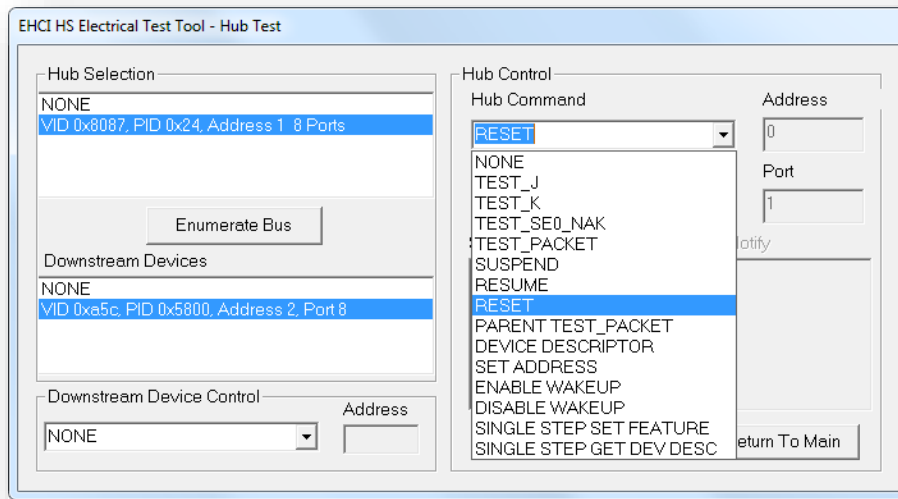 EHCI HS Electrical Test Tool - Hub Test
Hub Selection
NONE
VID 0x8087, PID 0x24, Address 1 8 Ports
Enumerate Bus
Downstream Devices
NONE
VID 0xa5c, PID 0x5800, Address 2, Port 8
Downstream Device Control
Address
NONE
Hub Control
Hub Command
Address
RESET
0
Port
1
NONE
TEST_J
TEST_K
TEST_SE0_NAK
TEST_PACKET
SUSPEND
RESUME
RESET
PARENT TEST_PACKET
DEVICE DESCRIPTOR
SET ADDRESS
ENABLE WAKEUP
DISABLE WAKEUP
SINGLE STEP SET FEATURE
SINGLE STEP GET DEV DESC
eturn To Main